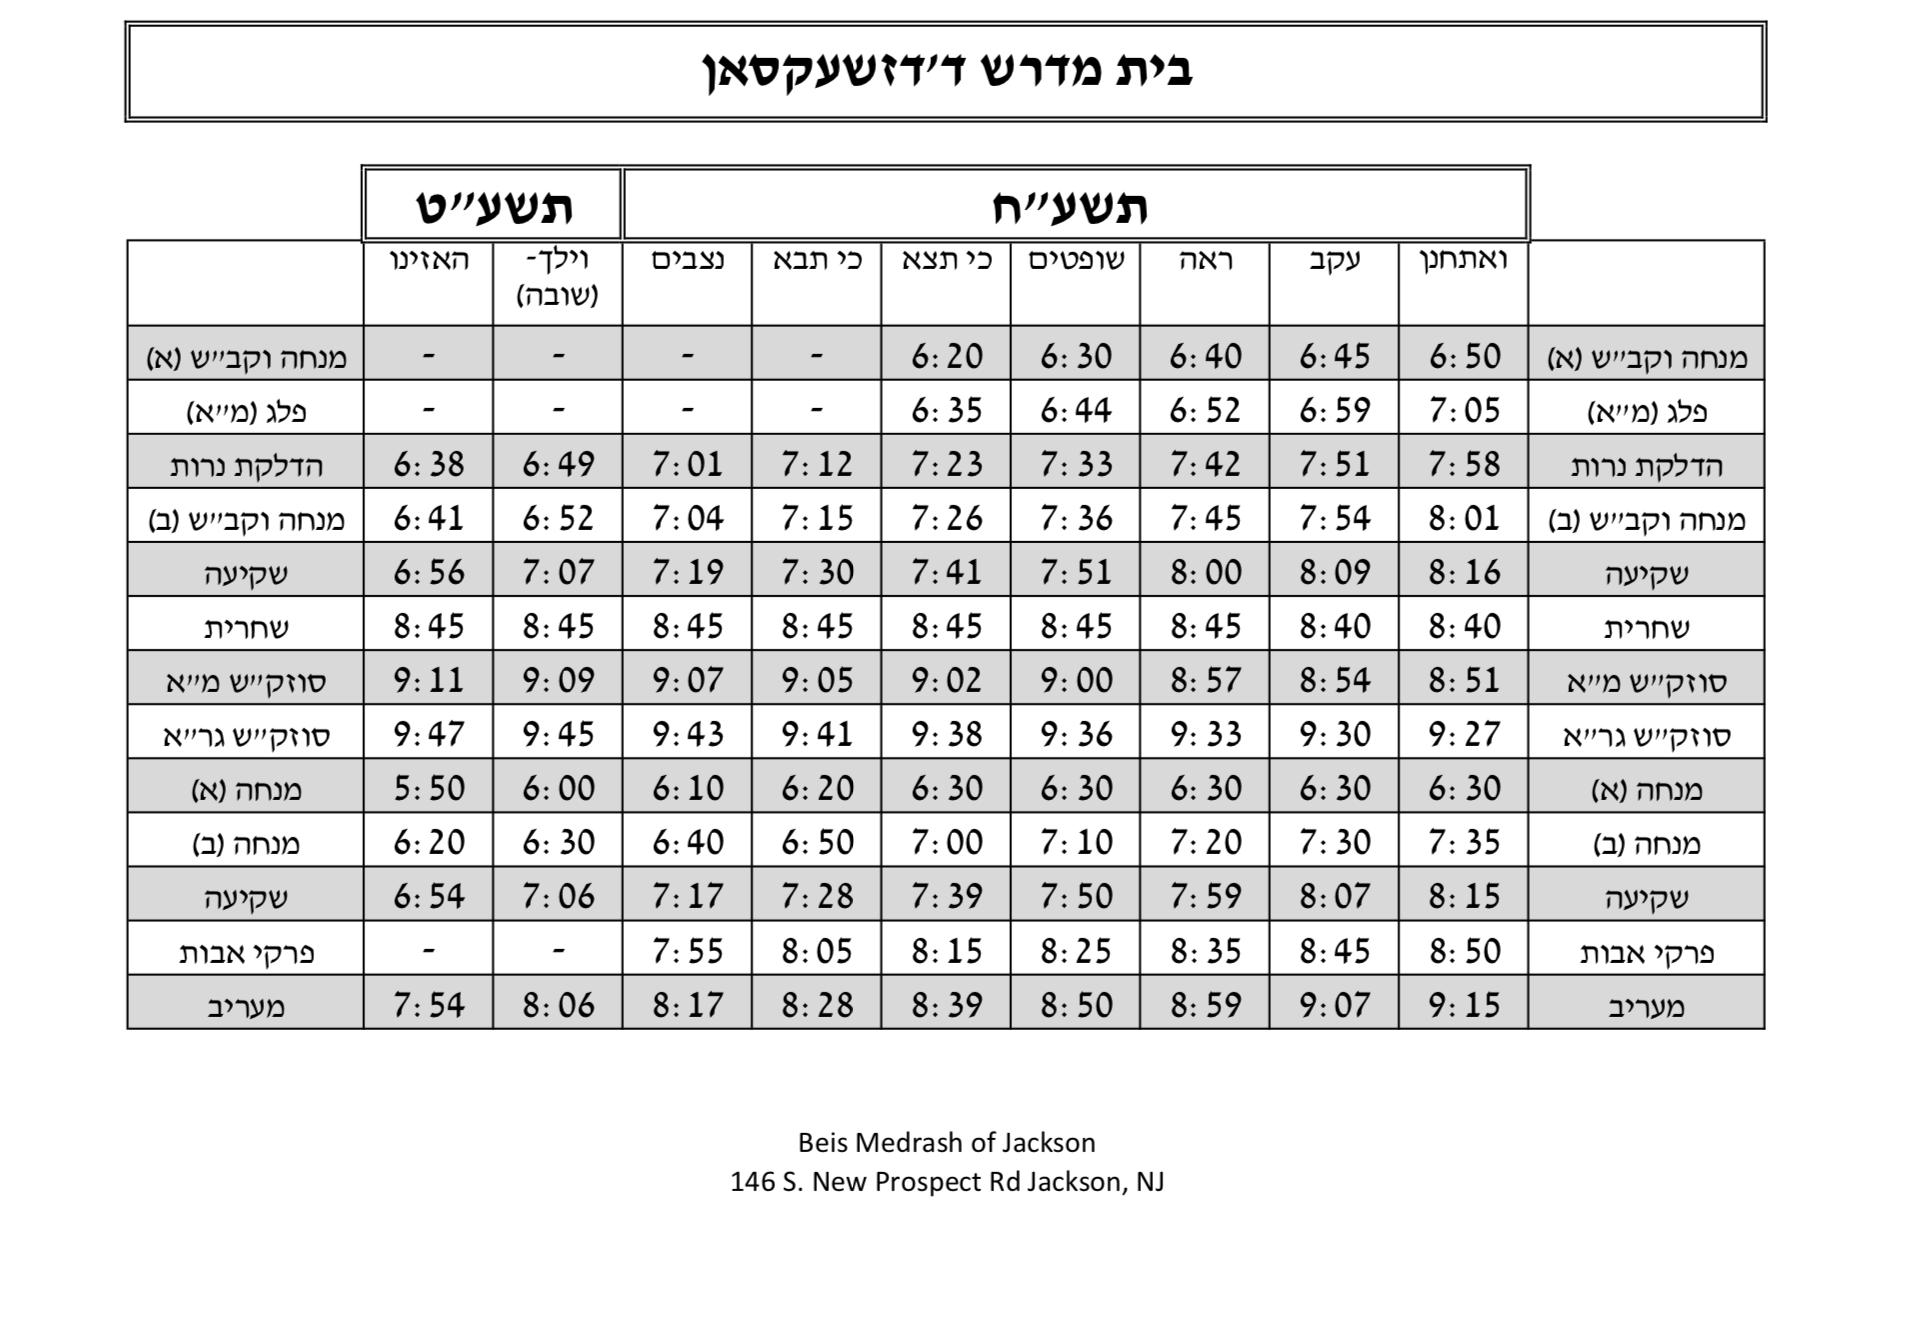 בית מדרש ד'דזשעקסאן
תשע"ח תשע"ט
ואתחנן עקב ראה שופטים כי תצא כי תבא נצבים וילך- האזינו
(שובה)
מנחה וקב"ש (א) 6:50 6:45 6:40 6:30 6:20 - - - - מנחה וקב"ש (א)
פלג (מ"א) 7:05 6:59 6:52 6:44 6:35 - - - - פלג (מ"א)
הדלקת נרות 7:58 7:51 7:42 7:33 7:23 7:12 7:01 6:49 6:38 הדלקת נרות
מנחה וקב"ש (ב) 8:01 7:54 7:45 7:36 7:26 7:15 7:04 6:52 6:41 מנחה וקב"ש (ב)
שקיעה 8:16 8:09 8:00 7:51 7:41 7:30 7:19 7:07 6:56 שקיעה
שחרית 8:40 8:40 8:45 8:45 8:45 8:45 8:45 8:45 8:45 שחרית
סוזק"ש מ"א 8:51 8:54 8:57 9:00 9:02 9:05 9:07 9:09 9:11 סוזק"ש מ"א
סוזק"ש גר"א 9:27 9:30 9:33 9:36 9:38 9:41 9:43 9:45 9:47 סוזק"ש גר"א
מנחה (א) 6:30 6:30 6:30 6:30 6:30 6:20 6:10 6:00 5:50 מנחה (א)
מנחה (ב) 7:35 7:30 7:20 7:10 7:00 6:50 6:40 6:30 6:20 מנחה (ב)
שקיעה 8:15 8:07 7:59 7:50 7:39 7:28 7:17 7:06 6:54 שקיעה
פרקי אבות 8:50 8:45 8:35 8:25 8:15 8:05 7:55 - - פרקי אבות
מעריב 9:15 9:07 8:59 8:50 8:39 8:28 8:17 8:06 7:54 מעריב
Beis Medrash of Jackson
146 S. New Prospect Rd Jackson, NJ